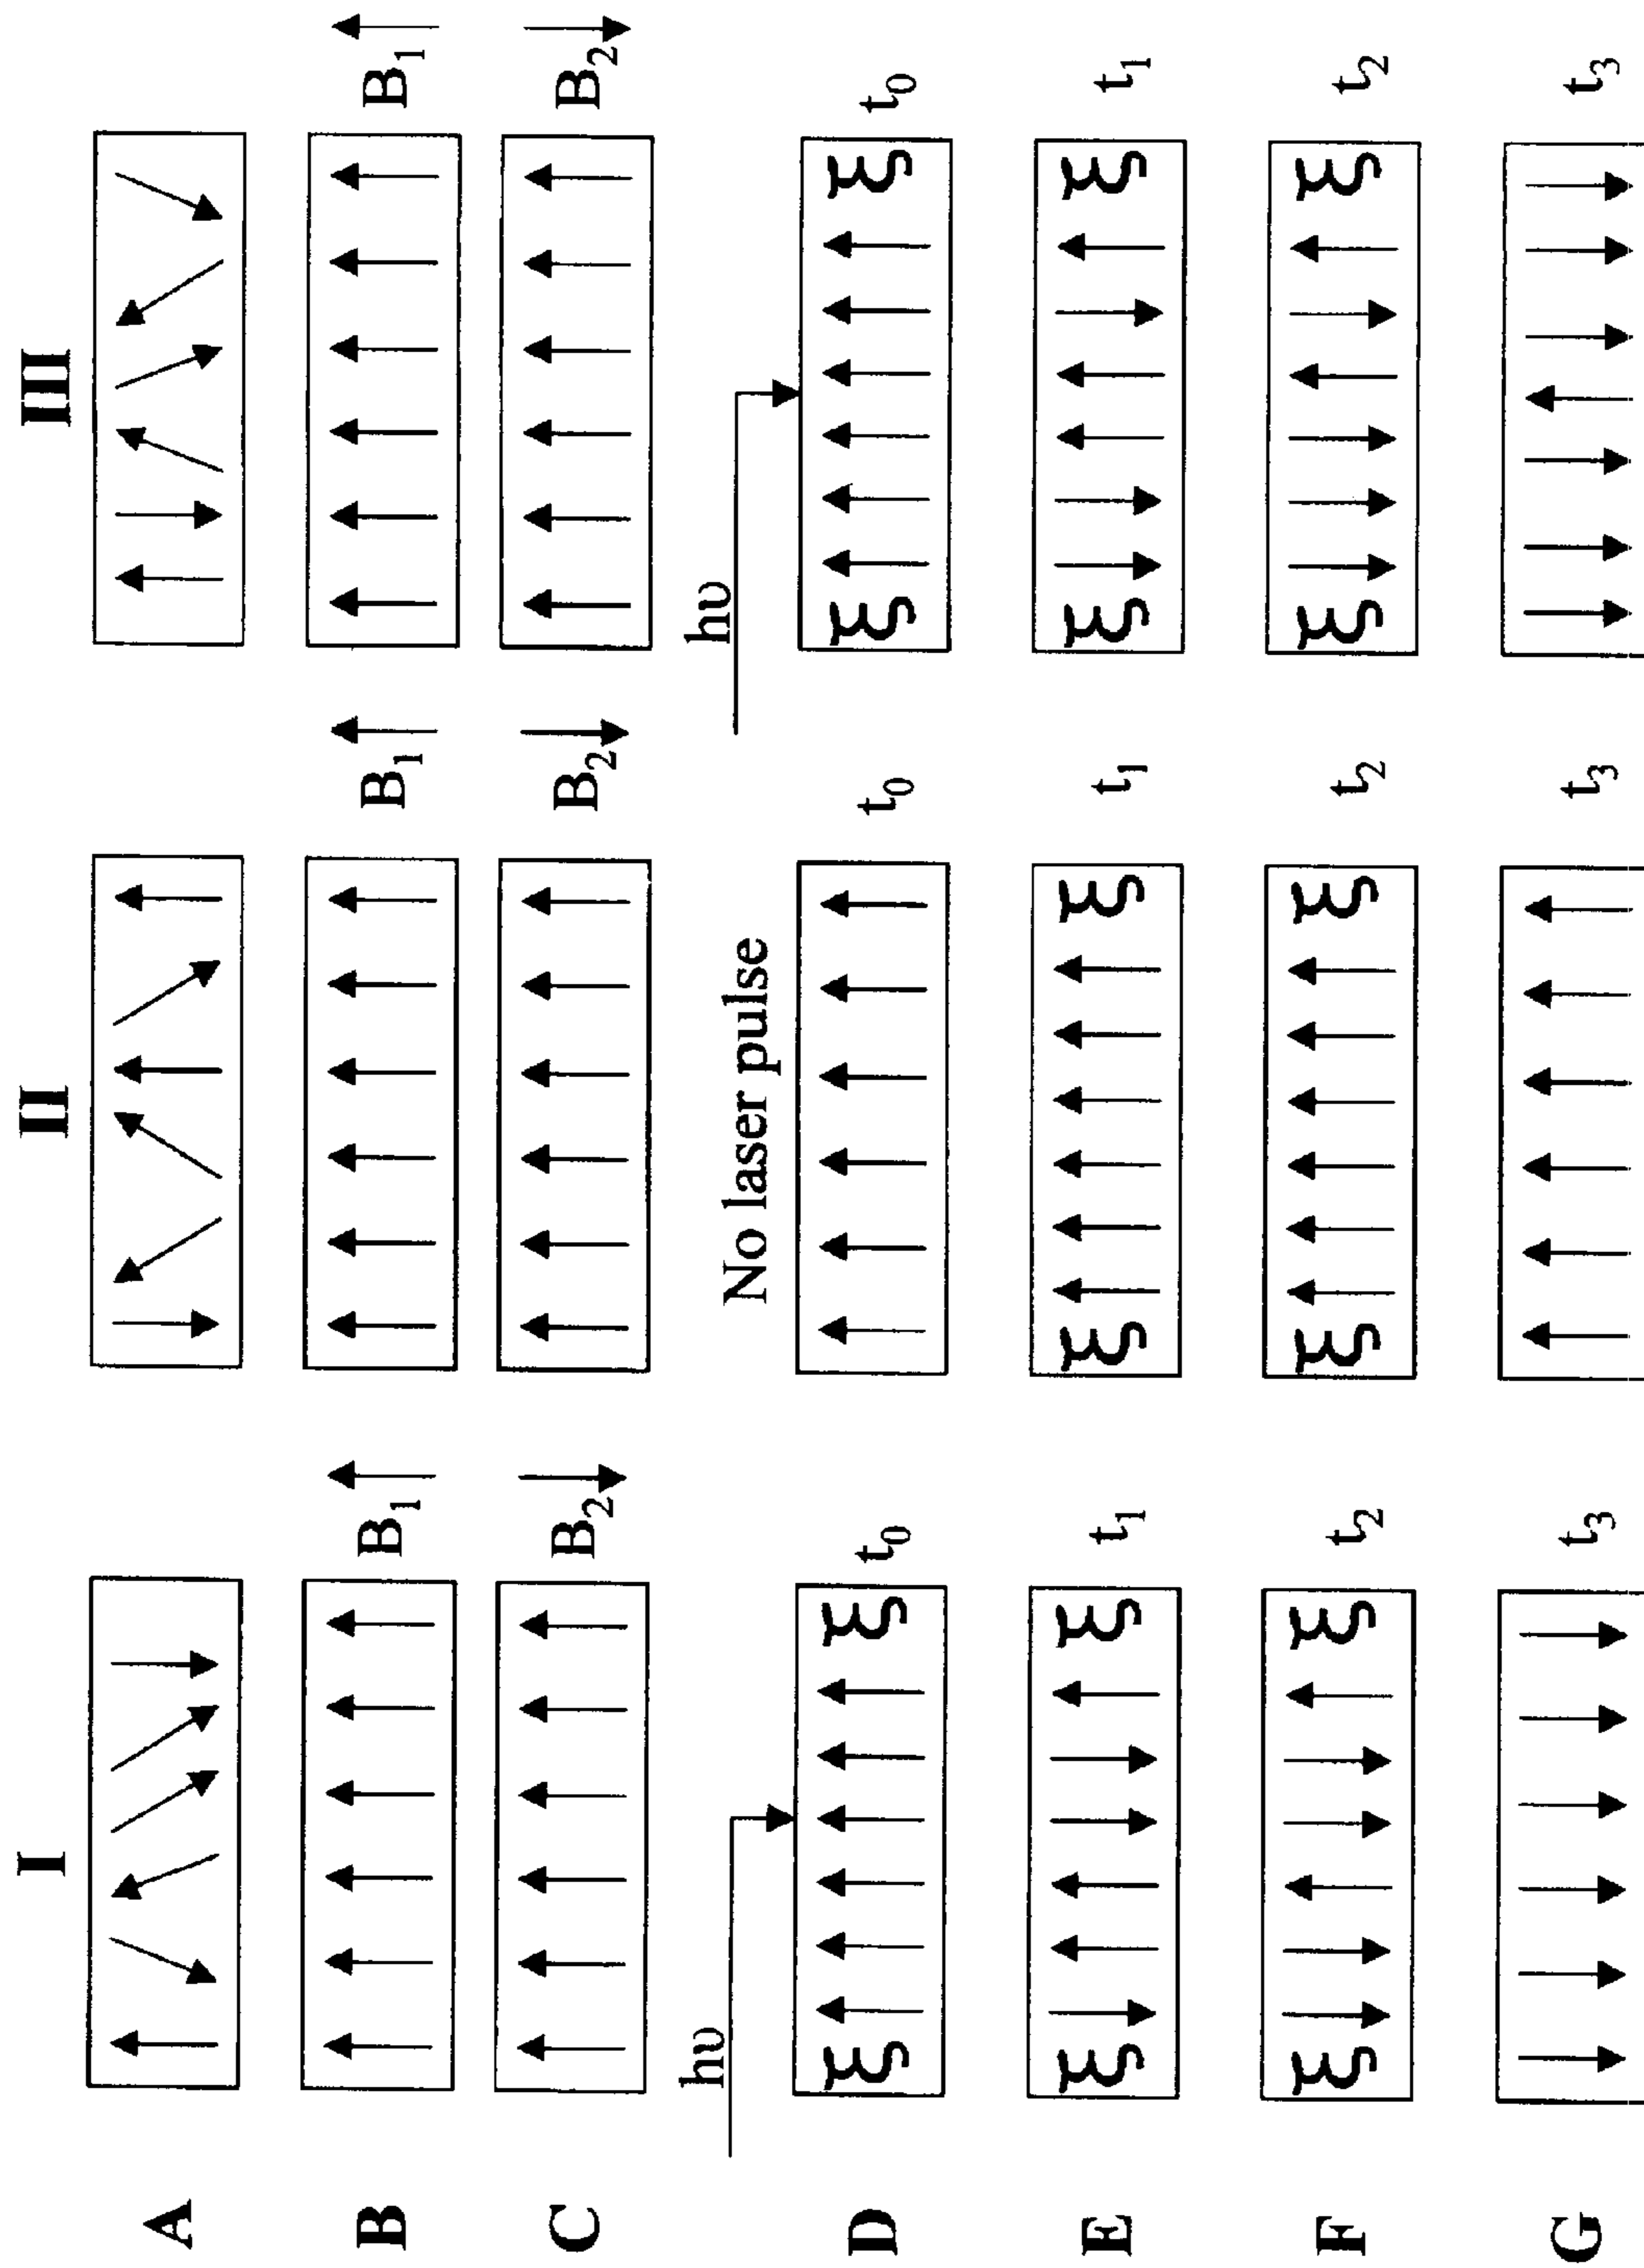 I II III
A
B B₁ B₁ B₁
C B₂ B₂ B₂
hυ No laser pulse hυ
D t₀ t₀ t₀
E t₁ t₁ t₁
F t₂ t₂ t₂
G t₃ t₃ t₃